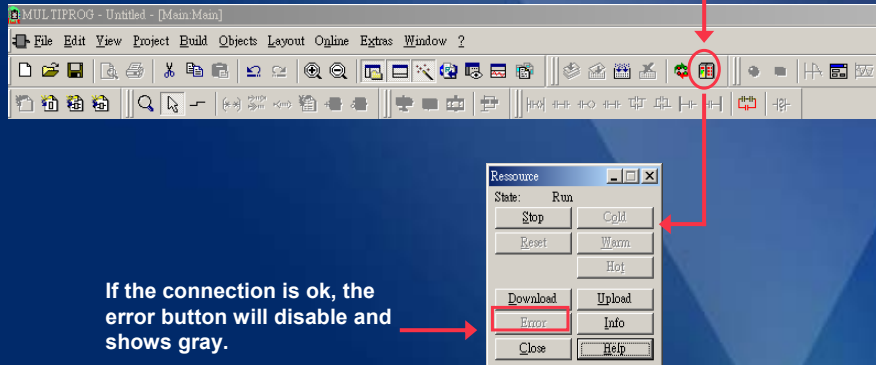 MULTIPROG - Untitled - [Main:Main]
File Edit View Project Build Objects Layout Online Extras Window ?
Ressource
State: Run
Stop Cold
Reset Warm
Hot
Download Upload
Error Info
Close Help
If the connection is ok, the
error button will disable and
shows gray.